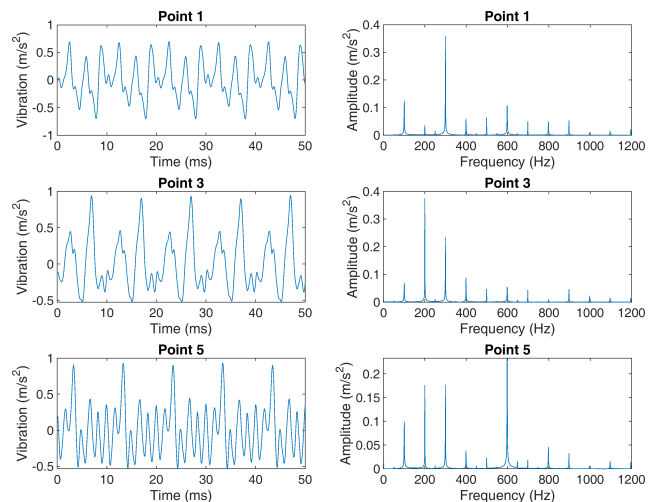 Point 1
Vibration (m/s²)
1
0.5
0
-0.5
-1
0 10 20 30 40 50
Time (ms)
Point 1
Amplitude (m/s²)
0.4
0.3
0.2
0.1
0
0 200 400 600 800 1000 1200
Frequency (Hz)
Point 3
Vibration (m/s²)
1
0.5
0
-0.5
0 10 20 30 40 50
Time (ms)
Point 3
Amplitude (m/s²)
0.4
0.3
0.2
0.1
0
0 200 400 600 800 1000 1200
Frequency (Hz)
Point 5
Vibration (m/s²)
1
0.5
0
-0.5
0 10 20 30 40 50
Time (ms)
Point 5
Amplitude (m/s²)
0.2
0.15
0.1
0.05
0
0 200 400 600 800 1000 1200
Frequency (Hz)